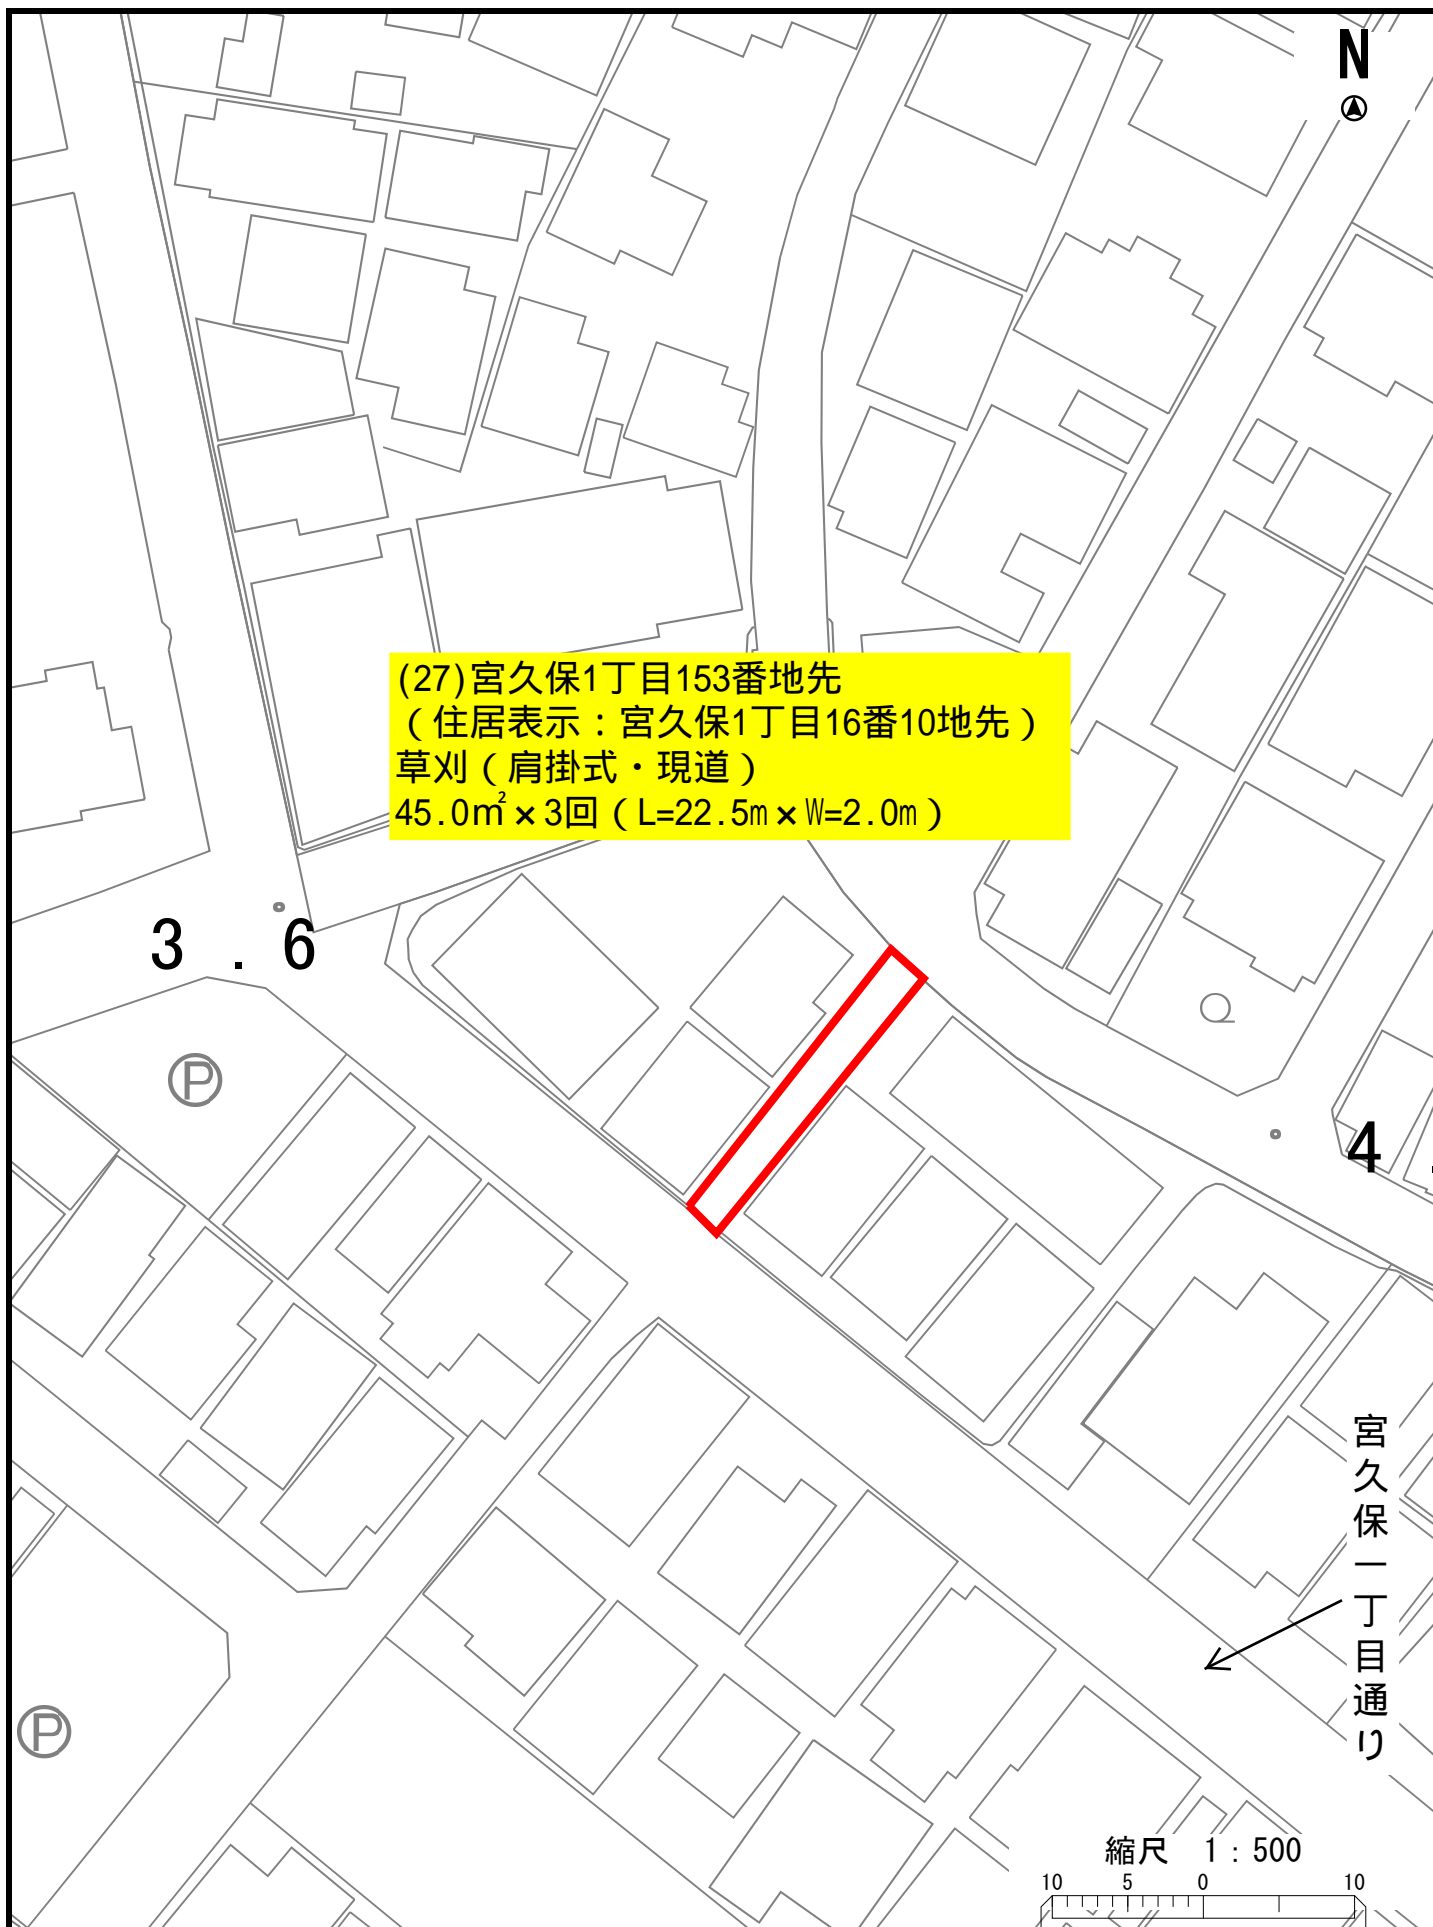 N
(27)宮久保1丁目153番地先
（住居表示：宮久保1丁目16番10地先）
草刈（肩掛式・現道）
45.0㎡×3回（L=22.5m×W=2.0m）
3.6
P
4.
宮久保一丁目通り
P
縮尺 1：500
10 5 0 10